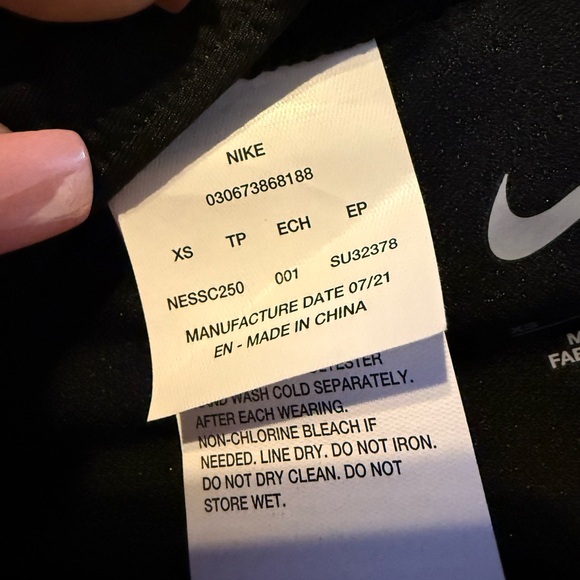 NIKE
030673868188
XS TP ECH EP
NESSC250 001 SU32378
MANUFACTURE DATE 07/21
EN - MADE IN CHINA
WASH COLD SEPARATELY.
AFTER EACH WEARING.
NON-CHLORINE BLEACH IF
NEEDED. LINE DRY. DO NOT IRON.
DO NOT DRY CLEAN. DO NOT
STORE WET.